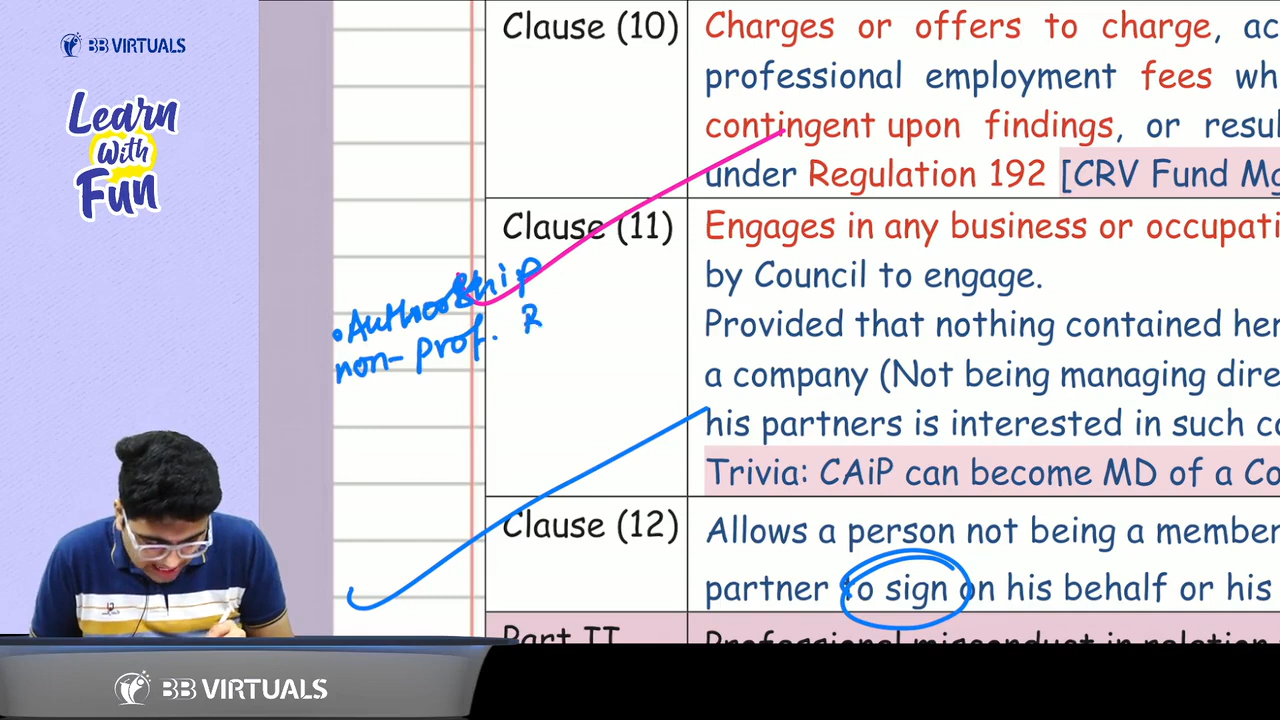 BB VIRTUALS
Learn
With
Fun
Clause (10)
Charges or offers to charge, ac
professional employment fees wh
contingent upon findings, or resul
under Regulation 192 [CRV Fund Mg
Clause (11)
Engages in any business or occupati
by Council to engage.
Provided that nothing contained her
a company (Not being managing dire
his partners is interested in such co
Trivia: CAiP can become MD of a Co
• Authorship
non-prof. R
Clause (12)
Allows a person not being a member
partner to sign on his behalf or his
Part II
Professional misconduct in relation
BB VIRTUALS